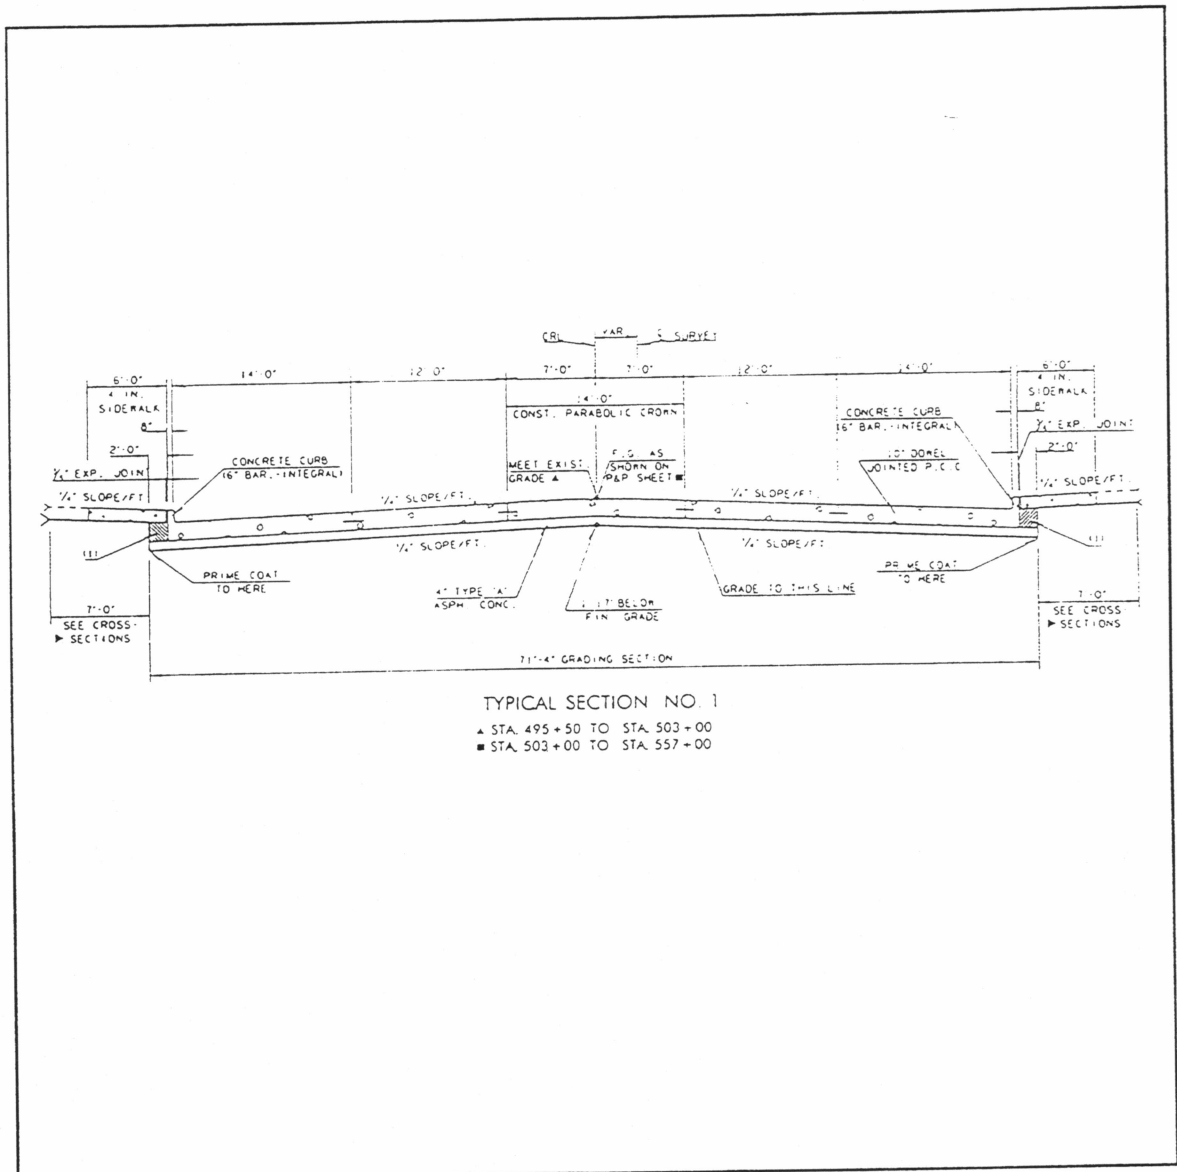 CRL VAR. SURVEY
6'-0" 14'-0" 12'-0" 7'-0" 7'-0" 12'-0" 14'-0" 6'-0"
4 IN.
SIDEWALK
4 IN.
SIDEWALK
14'-0"
CONST. PARABOLIC CROWN
8"
8"
2'-0"
2'-0"
CONCRETE CURB
(6" BAR.-INTEGRAL)
CONCRETE CURB
(6" BAR.-INTEGRAL)
¾" EXP. JOINT
¾" EXP. JOINT
MEET EXIST.
GRADE ▲
F.G. AS
SHOWN ON
P&P SHEET ■
10" DOWEL
JOINTED P.C.C.
¼" SLOPE/FT.
¼" SLOPE/FT.
¼" SLOPE/FT.
¼" SLOPE/FT.
¼" SLOPE/FT.
¼" SLOPE/FT.
(1)
(1)
PRIME COAT
TO HERE
PRIME COAT
TO HERE
4" TYPE 'A'
ASPH CONC.
BELOW
FIN GRADE
GRADE TO THIS LINE
7'-0"
SEE CROSS-
► SECTIONS
7'-0"
SEE CROSS-
► SECTIONS
71'-4" GRADING SECTION
TYPICAL SECTION NO. 1
▲ STA. 495+50 TO STA. 503+00
■ STA. 503+00 TO STA. 557+00